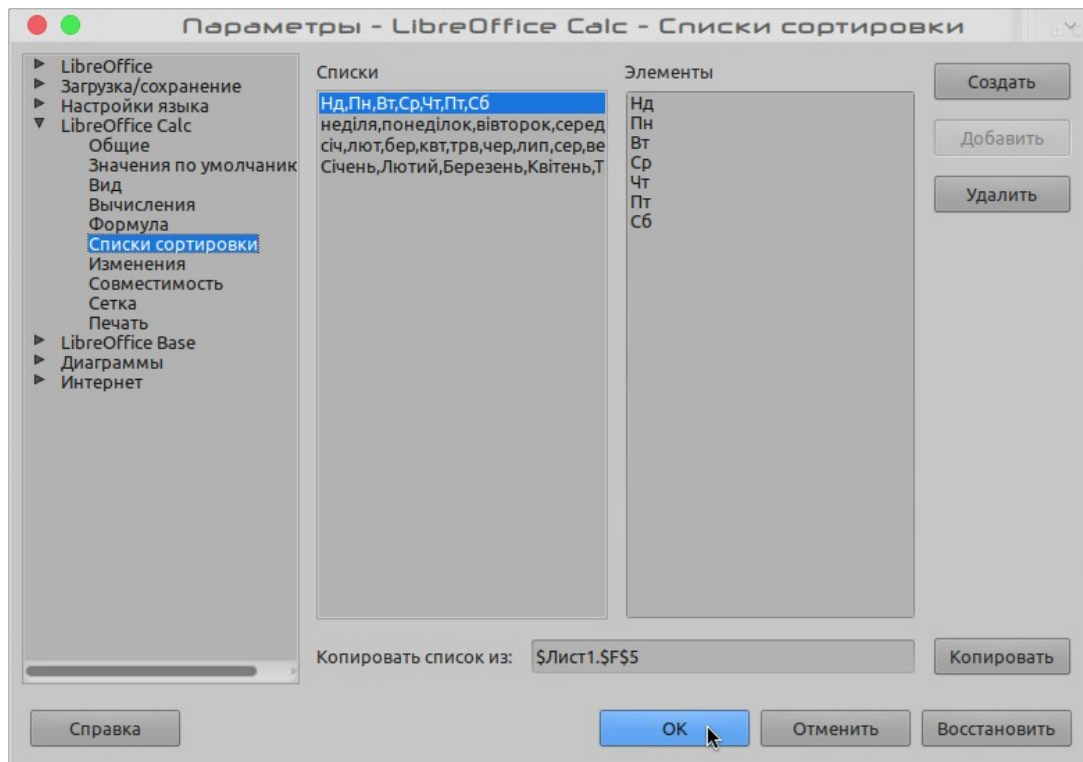 Параметры - LibreOffice Calc - Списки сортировки
LibreOffice
Загрузка/сохранение
Настройки языка
LibreOffice Calc
Общие
Значения по умолчаник
Вид
Вычисления
Формула
Списки сортировки
Изменения
Совместимость
Сетка
Печать
LibreOffice Base
Диаграммы
Интернет
Списки
Нд,Пн,Вт,Ср,Чт,Пт,Сб
неділя,понеділок,вівторок,серед
січ,лют,бер,квт,трв,чер,лип,сер,ве
Січень,Лютий,Березень,Квітень,Т
Элементы
Нд
Пн
Вт
Ср
Чт
Пт
Сб
Создать
Добавить
Удалить
Копировать список из: $Лист1.$F$5
Копировать
Справка
OK
Отменить
Восстановить